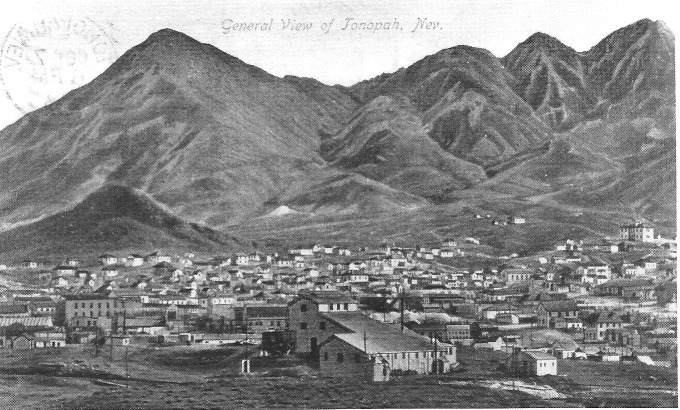 General View of Tonopah, Nev.